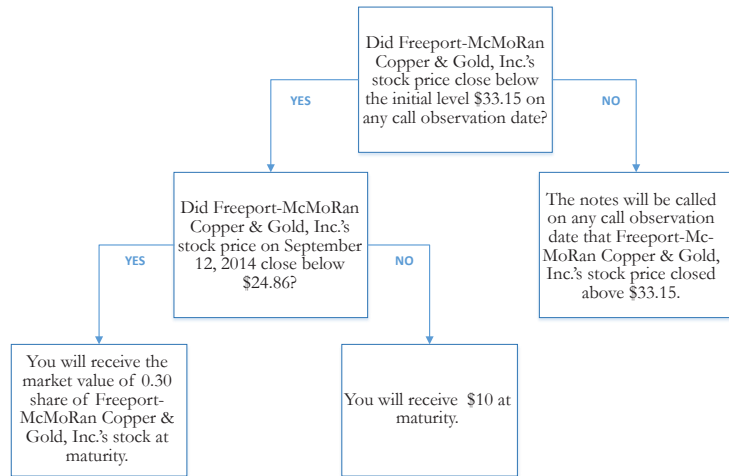 Did Freeport-McMoRan
Copper & Gold, Inc.'s
stock price close below
the initial level $33.15 on
any call observation date?
YES
NO
Did Freeport-McMoRan
Copper & Gold, Inc.'s
stock price on September
12, 2014 close below
$24.86?
The notes will be called
on any call observation
date that Freeport-Mc-
MoRan Copper & Gold,
Inc.'s stock price closed
above $33.15.
YES
NO
You will receive the
market value of 0.30
share of Freeport-
McMoRan Copper &
Gold, Inc.'s stock at
maturity.
You will receive $10 at
maturity.